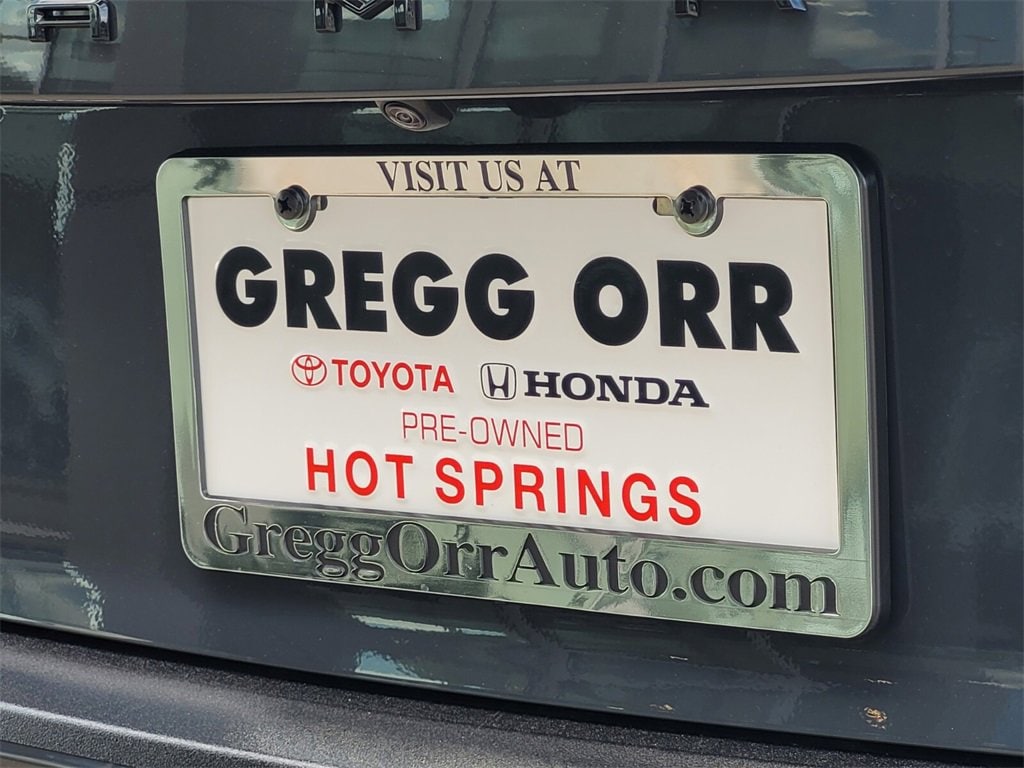 VISIT US AT
GREGG ORR
TOYOTA HONDA
PRE-OWNED
HOT SPRINGS
GreggOrrAuto.com